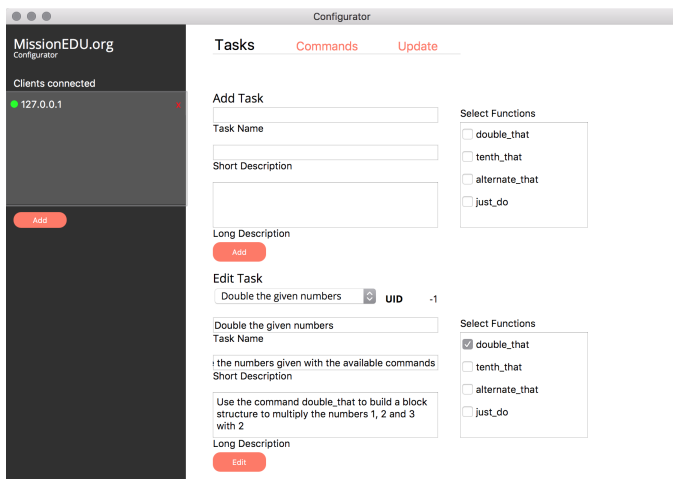 Configurator
MissionEDU.org
Configurator
Clients connected
127.0.0.1
x
Add
Tasks Commands Update
Add Task
Task Name
Short Description
Long Description
Add
Select Functions
double_that
tenth_that
alternate_that
just_do
Edit Task
Double the given numbers
UID -1
Double the given numbers
Task Name
the numbers given with the available commands
Short Description
Use the command double_that to build a block
structure to multiply the numbers 1, 2 and 3
with 2
Long Description
Edit
Select Functions
double_that
tenth_that
alternate_that
just_do